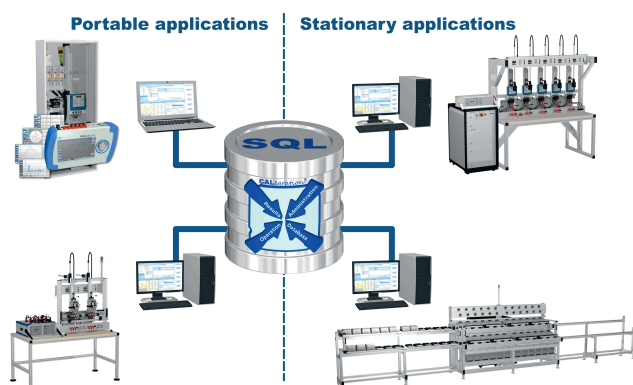 Portable applications
Stationary applications
SQL
CALegration®
Results
Administration
Operation
Database